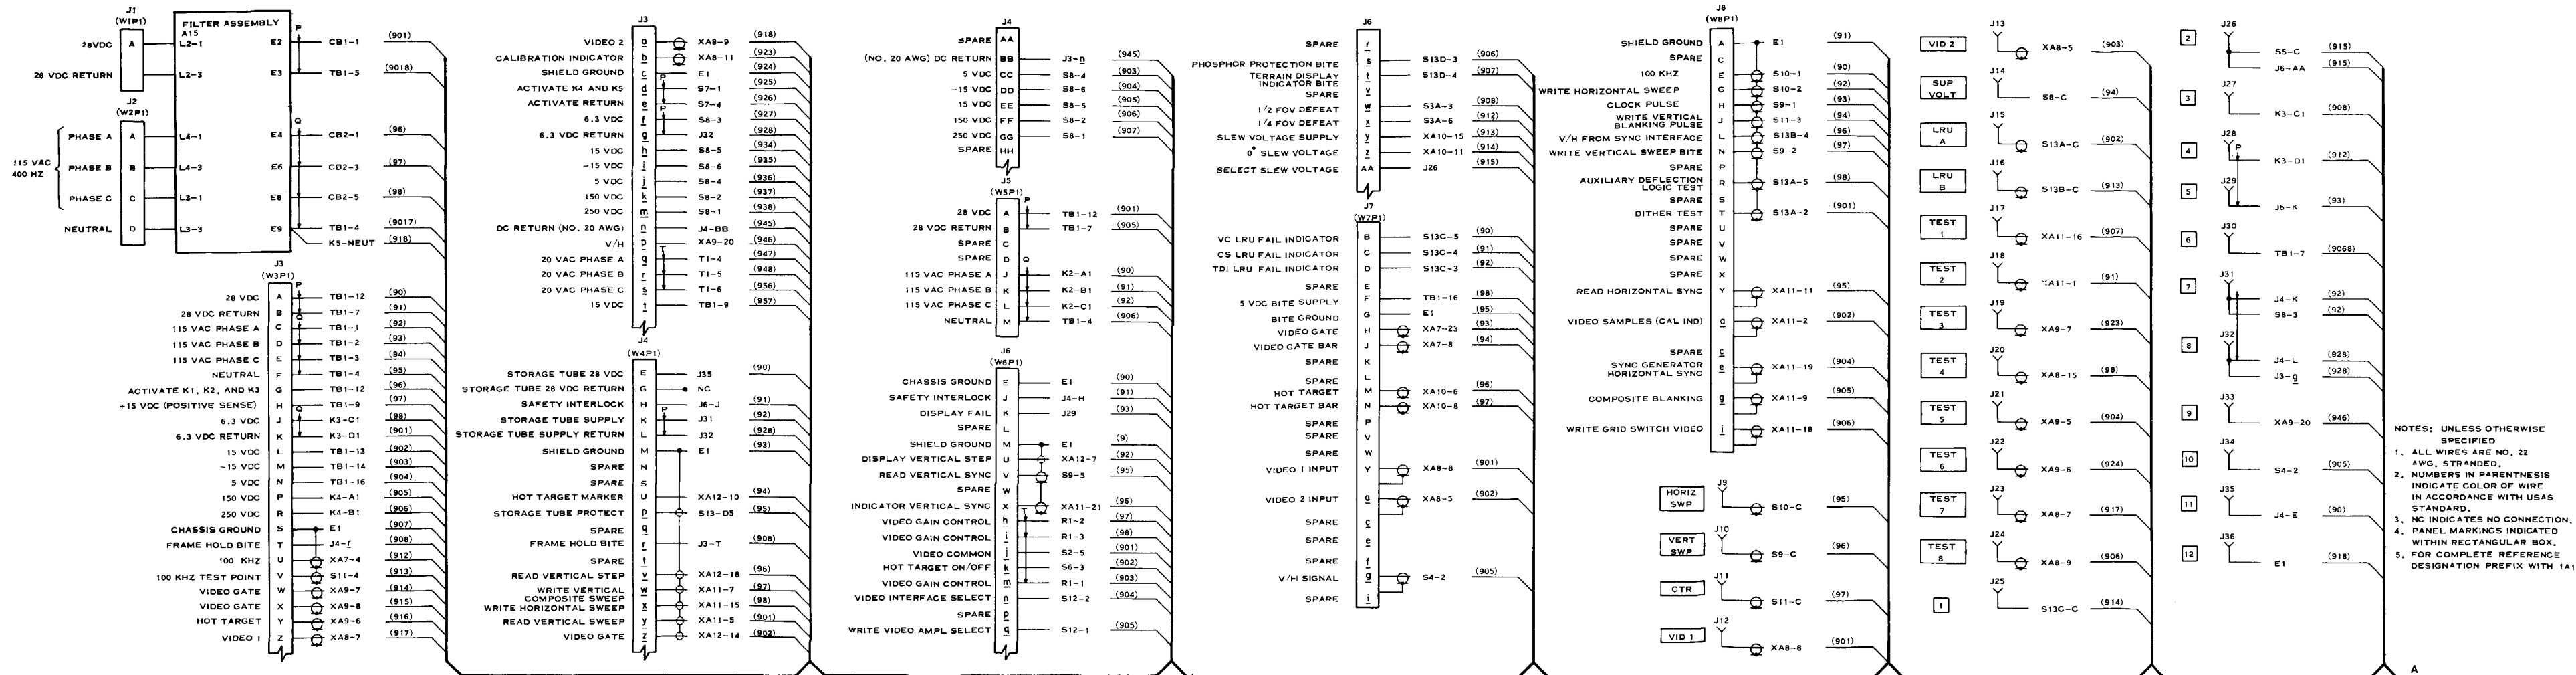 J1
(W1P1)
FILTER ASSEMBLY
A15
28VDC A L2-1 E2 P CB1-1 (901)
28 VDC RETURN L2-3 E3 TB1-5 (9018)
J2
(W2P1)
115 VAC
400 HZ
PHASE A A L4-1 E4 Q CB2-1 (96)
PHASE B B L4-3 E6 CB2-3 (97)
PHASE C C L3-1 E8 CB2-5 (98)
NEUTRAL D L3-3 E9 TB1-4 (9017)
K5-NEUT (918)
J3
(W3P1)
28 VDC A P TB1-12 (90)
28 VDC RETURN B TB1-7 (91)
115 VAC PHASE A C Q TB1-1 (92)
115 VAC PHASE B D TB1-2 (93)
115 VAC PHASE C E TB1-3 (94)
NEUTRAL F TB1-4 (95)
ACTIVATE K1, K2, AND K3 G TB1-12 (96)
+15 VDC (POSITIVE SENSE) H TB1-9 (97)
6.3 VDC J Q K3-C1 (98)
6.3 VDC RETURN K K3-D1 (901)
15 VDC L TB1-13 (902)
-15 VDC M TB1-14 (903)
5 VDC N TB1-16 (904)
150 VDC P K4-A1 (905)
250 VDC R K4-B1 (906)
CHASSIS GROUND S E1 (907)
FRAME HOLD BITE T J4-r (908)
100 KHZ U XA7-4 (912)
100 KHZ TEST POINT V S11-4 (913)
VIDEO GATE W XA9-7 (914)
VIDEO GATE X XA9-8 (915)
HOT TARGET Y XA9-6 (916)
VIDEO 1 Z XA8-7 (917)
J3
VIDEO 2 a XA8-9 (918)
CALIBRATION INDICATOR b XA8-11 (923)
SHIELD GROUND c E1 (924)
ACTIVATE K4 AND K5 d P S7-1 (925)
ACTIVATE RETURN e S7-4 (926)
6.3 VDC f P S8-3 (927)
6.3 VDC RETURN g J32 (928)
15 VDC h S8-5 (934)
-15 VDC i S8-6 (935)
5 VDC j S8-4 (936)
150 VDC k S8-2 (937)
250 VDC m S8-1 (938)
DC RETURN (NO. 20 AWG) n J4-BB (945)
V/H p XA9-20 (946)
20 VAC PHASE A q T T1-4 (947)
20 VAC PHASE B r T1-5 (948)
20 VAC PHASE C s T1-6 (956)
15 VDC t TB1-9 (957)
J4
(W4P1)
STORAGE TUBE 28 VDC E J35 (90)
STORAGE TUBE 28 VDC RETURN G NC
SAFETY INTERLOCK H J6-J (91)
STORAGE TUBE SUPPLY K P J31 (92)
STORAGE TUBE SUPPLY RETURN L J32 (928)
SHIELD GROUND M E1 (93)
SPARE N
SPARE S
HOT TARGET MARKER U XA12-10 (94)
STORAGE TUBE PROTECT p S13-D5 (95)
SPARE q
FRAME HOLD BITE r J3-T (908)
SPARE t
READ VERTICAL STEP v XA12-18 (96)
WRITE VERTICAL COMPOSITE SWEEP w XA11-7 (97)
WRITE HORIZONTAL SWEEP x XA11-15 (98)
READ VERTICAL SWEEP y XA11-5 (901)
VIDEO GATE z XA12-14 (902)
J4
SPARE AA
(NO. 20 AWG) DC RETURN BB J3-n (945)
5 VDC CC S8-4 (903)
-15 VDC DD S8-6 (904)
15 VDC EE S8-5 (905)
150 VDC FF S8-2 (906)
250 VDC GG S8-1 (907)
SPARE HH
J5
(W5P1)
28 VDC A P TB1-12 (901)
28 VDC RETURN B TB1-7 (905)
SPARE C
SPARE D
115 VAC PHASE A J Q K2-A1 (90)
115 VAC PHASE B K K2-B1 (91)
115 VAC PHASE C L K2-C1 (92)
NEUTRAL M TB1-4 (906)
J6
(W6P1)
CHASSIS GROUND E E1 (90)
SAFETY INTERLOCK J J4-H (91)
DISPLAY FAIL K J29 (93)
SPARE L
SHIELD GROUND M E1 (9)
DISPLAY VERTICAL STEP U XA12-7 (92)
READ VERTICAL SYNC V S9-5 (95)
SPARE W
INDICATOR VERTICAL SYNC X XA11-21 (96)
VIDEO GAIN CONTROL h T R1-2 (97)
VIDEO GAIN CONTROL i R1-3 (98)
VIDEO COMMON j S2-5 (901)
HOT TARGET ON/OFF k S6-3 (902)
VIDEO GAIN CONTROL m R1-1 (903)
VIDEO INTERFACE SELECT n S12-2 (904)
SPARE p
WRITE VIDEO AMPL SELECT q S12-1 (905)
J6
SPARE r
PHOSPHOR PROTECTION BITE s S13D-3 (906)
TERRAIN DISPLAY INDICATOR BITE t S13D-4 (907)
SPARE v
1/2 FOV DEFEAT w S3A-3 (908)
1/4 FOV DEFEAT x S3A-6 (912)
SLEW VOLTAGE SUPPLY y XA10-15 (913)
0° SLEW VOLTAGE z XA10-11 (914)
SELECT SLEW VOLTAGE AA J26 (915)
J7
(W7P1)
VC LRU FAIL INDICATOR B S13C-5 (90)
CS LRU FAIL INDICATOR C S13C-4 (91)
TDI LRU FAIL INDICATOR D S13C-3 (92)
SPARE E
5 VDC BITE SUPPLY F TB1-16 (98)
BITE GROUND G E1 (95)
VIDEO GATE H XA7-23 (93)
VIDEO GATE BAR J XA7-8 (94)
SPARE K
SPARE L
HOT TARGET M XA10-6 (96)
HOT TARGET BAR N XA10-8 (97)
SPARE P
SPARE V
SPARE W
VIDEO 1 INPUT Y XA8-8 (901)
VIDEO 2 INPUT a XA8-5 (902)
SPARE c
SPARE e
SPARE f
V/H SIGNAL g S4-2 (905)
SPARE i
J8
(W8P1)
SHIELD GROUND A E1 (91)
SPARE C
100 KHZ E S10-1 (90)
WRITE HORIZONTAL SWEEP G S10-2 (92)
CLOCK PULSE H S9-1 (93)
WRITE VERTICAL BLANKING PULSE J S11-3 (94)
V/H FROM SYNC INTERFACE L S13B-4 (96)
WRITE VERTICAL SWEEP BITE N S9-2 (97)
SPARE P
AUXILIARY DEFLECTION LOGIC TEST R S13A-5 (98)
SPARE S
DITHER TEST T S13A-2 (901)
SPARE U
SPARE V
SPARE W
SPARE X
READ HORIZONTAL SYNC Y XA11-11 (95)
VIDEO SAMPLES (CAL IND) a XA11-2 (902)
SPARE c
SYNC GENERATOR HORIZONTAL SYNC e XA11-19 (904)
COMPOSITE BLANKING g XA11-9 (905)
WRITE GRID SWITCH VIDEO i XA11-18 (906)
HORIZ SWP J9 S10-C (95)
VERT SWP J10 S9-C (96)
CTR J11 S11-C (97)
VID 1 J12 XA8-8 (901)
VID 2 J13 XA8-5 (903)
SUP VOLT J14 S8-C (94)
LRU A J15 S13A-C (902)
LRU B J16 S13B-C (913)
TEST 1 J17 XA11-16 (907)
TEST 2 J18 XA11-1 (91)
TEST 3 J19 XA9-7 (923)
TEST 4 J20 XA8-15 (98)
TEST 5 J21 XA9-5 (904)
TEST 6 J22 XA9-6 (924)
TEST 7 J23 XA8-7 (917)
TEST 8 J24 XA8-9 (906)
1 J25 S13C-C (914)
2 J26 S5-C (915)
J6-AA (915)
3 J27 K3-C1 (908)
4 J28 P K3-D1 (912)
5 J29 J6-K (93)
6 J30 TB1-7 (9068)
7 J31 J4-K (92)
S8-3 (92)
8 J32 J4-L (928)
J3-g (928)
9 J33 XA9-20 (946)
10 J34 S4-2 (905)
11 J35 J4-E (90)
12 J36 E1 (918)
NOTES: UNLESS OTHERWISE
SPECIFIED
1. ALL WIRES ARE NO. 22
AWG, STRANDED.
2. NUMBERS IN PARENTNESIS
INDICATE COLOR OF WIRE
IN ACCORDANCE WITH USAS
STANDARD.
3. NC INDICATES NO CONNECTION.
4. PANEL MARKINGS INDICATED
WITHIN RECTANGULAR BOX.
5. FOR COMPLETE REFERENCE
DESIGNATION PREFIX WITH 1A1
A